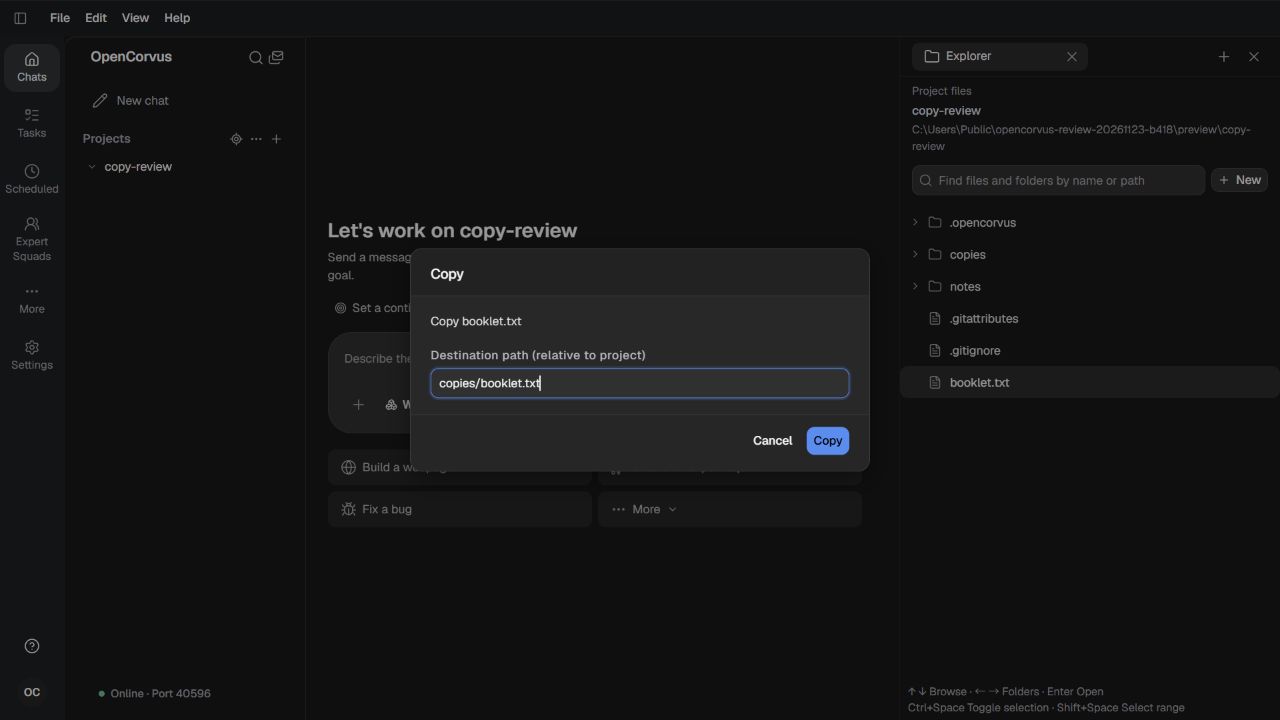 File Edit View Help
Chats
Tasks
Scheduled
Expert
Squads
More
Settings
OC
OpenCorvus
New chat
Projects
copy-review
Online · Port 40596
Let's work on copy-review
Send a messag
goal.
Set a conti
Describe the
W
Build a w
Fix a bug
More
Copy
Copy booklet.txt
Destination path (relative to project)
copies/booklet.txt
Cancel Copy
Explorer
Project files
copy-review
C:\Users\Public\opencorvus-review-20261123-b418\preview\copy-
review
Find files and folders by name or path
New
.opencorvus
copies
notes
.gitattributes
.gitignore
booklet.txt
↑↓ Browse · ← → Folders · Enter Open
Ctrl+Space Toggle selection · Shift+Space Select range